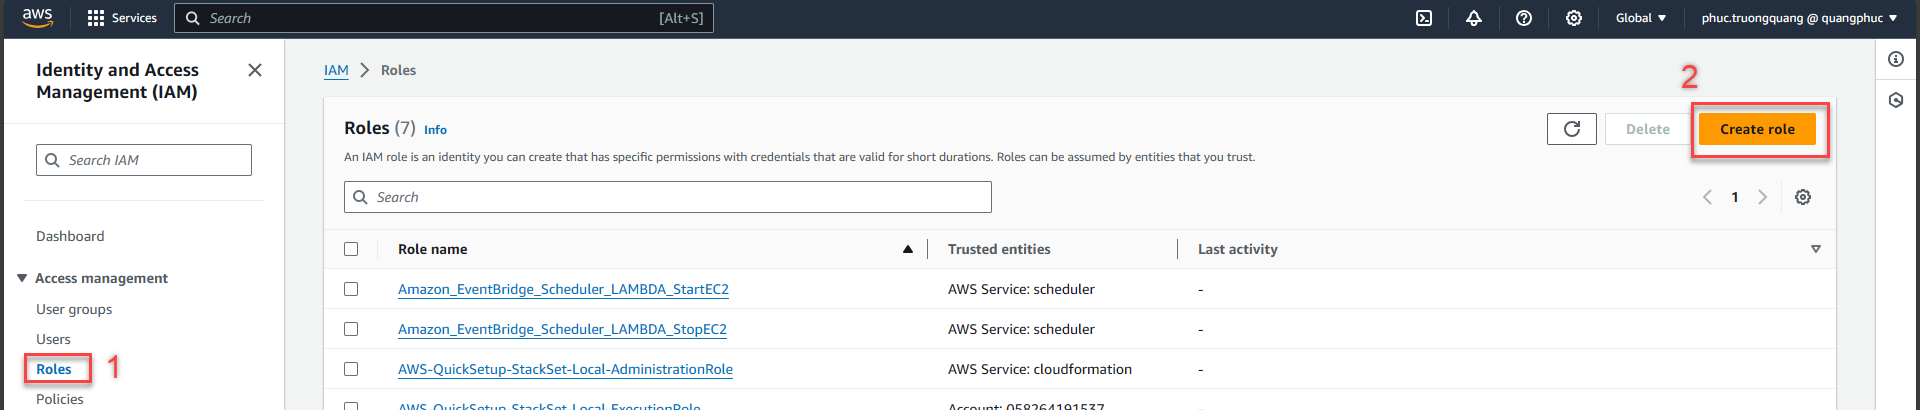 aws Services Search [Alt+S] Global phuc.truongquang @ quangphuc
Identity and Access
Management (IAM)
Search IAM
Dashboard
Access management
User groups
Users
Roles 1
Policies
IAM Roles
2
Roles (7) Info Delete Create role
An IAM role is an identity you can create that has specific permissions with credentials that are valid for short durations. Roles can be assumed by entities that you trust.
Search 1
Role name Trusted entities Last activity
Amazon_EventBridge_Scheduler_LAMBDA_StartEC2 AWS Service: scheduler -
Amazon_EventBridge_Scheduler_LAMBDA_StopEC2 AWS Service: scheduler -
AWS-QuickSetup-StackSet-Local-AdministrationRole AWS Service: cloudformation -
AWS-QuickSetup-StackSet-Local-ExecutionRole Account: 058264191537